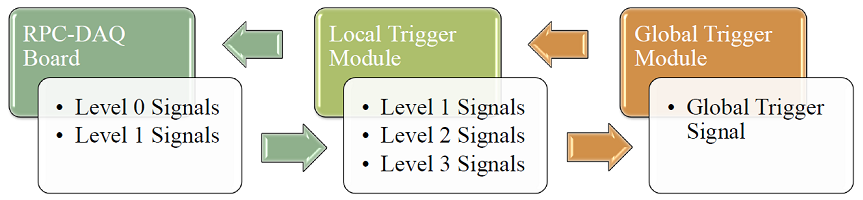 RPC-DAQ
Board
• Level 0 Signals
• Level 1 Signals
Local Trigger
Module
• Level 1 Signals
• Level 2 Signals
• Level 3 Signals
Global Trigger
Module
• Global Trigger
Signal